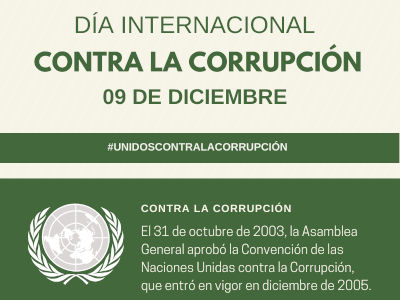 DÍA INTERNACIONAL
CONTRA LA CORRUPCIÓN
09 DE DICIEMBRE
#UNIDOSCONTRALACORRUPCIÓN
CONTRA LA CORRUPCIÓN
El 31 de octubre de 2003, la Asamblea
General aprobó la Convención de las
Naciones Unidas contra la Corrupción,
que entró en vigor en diciembre de 2005.